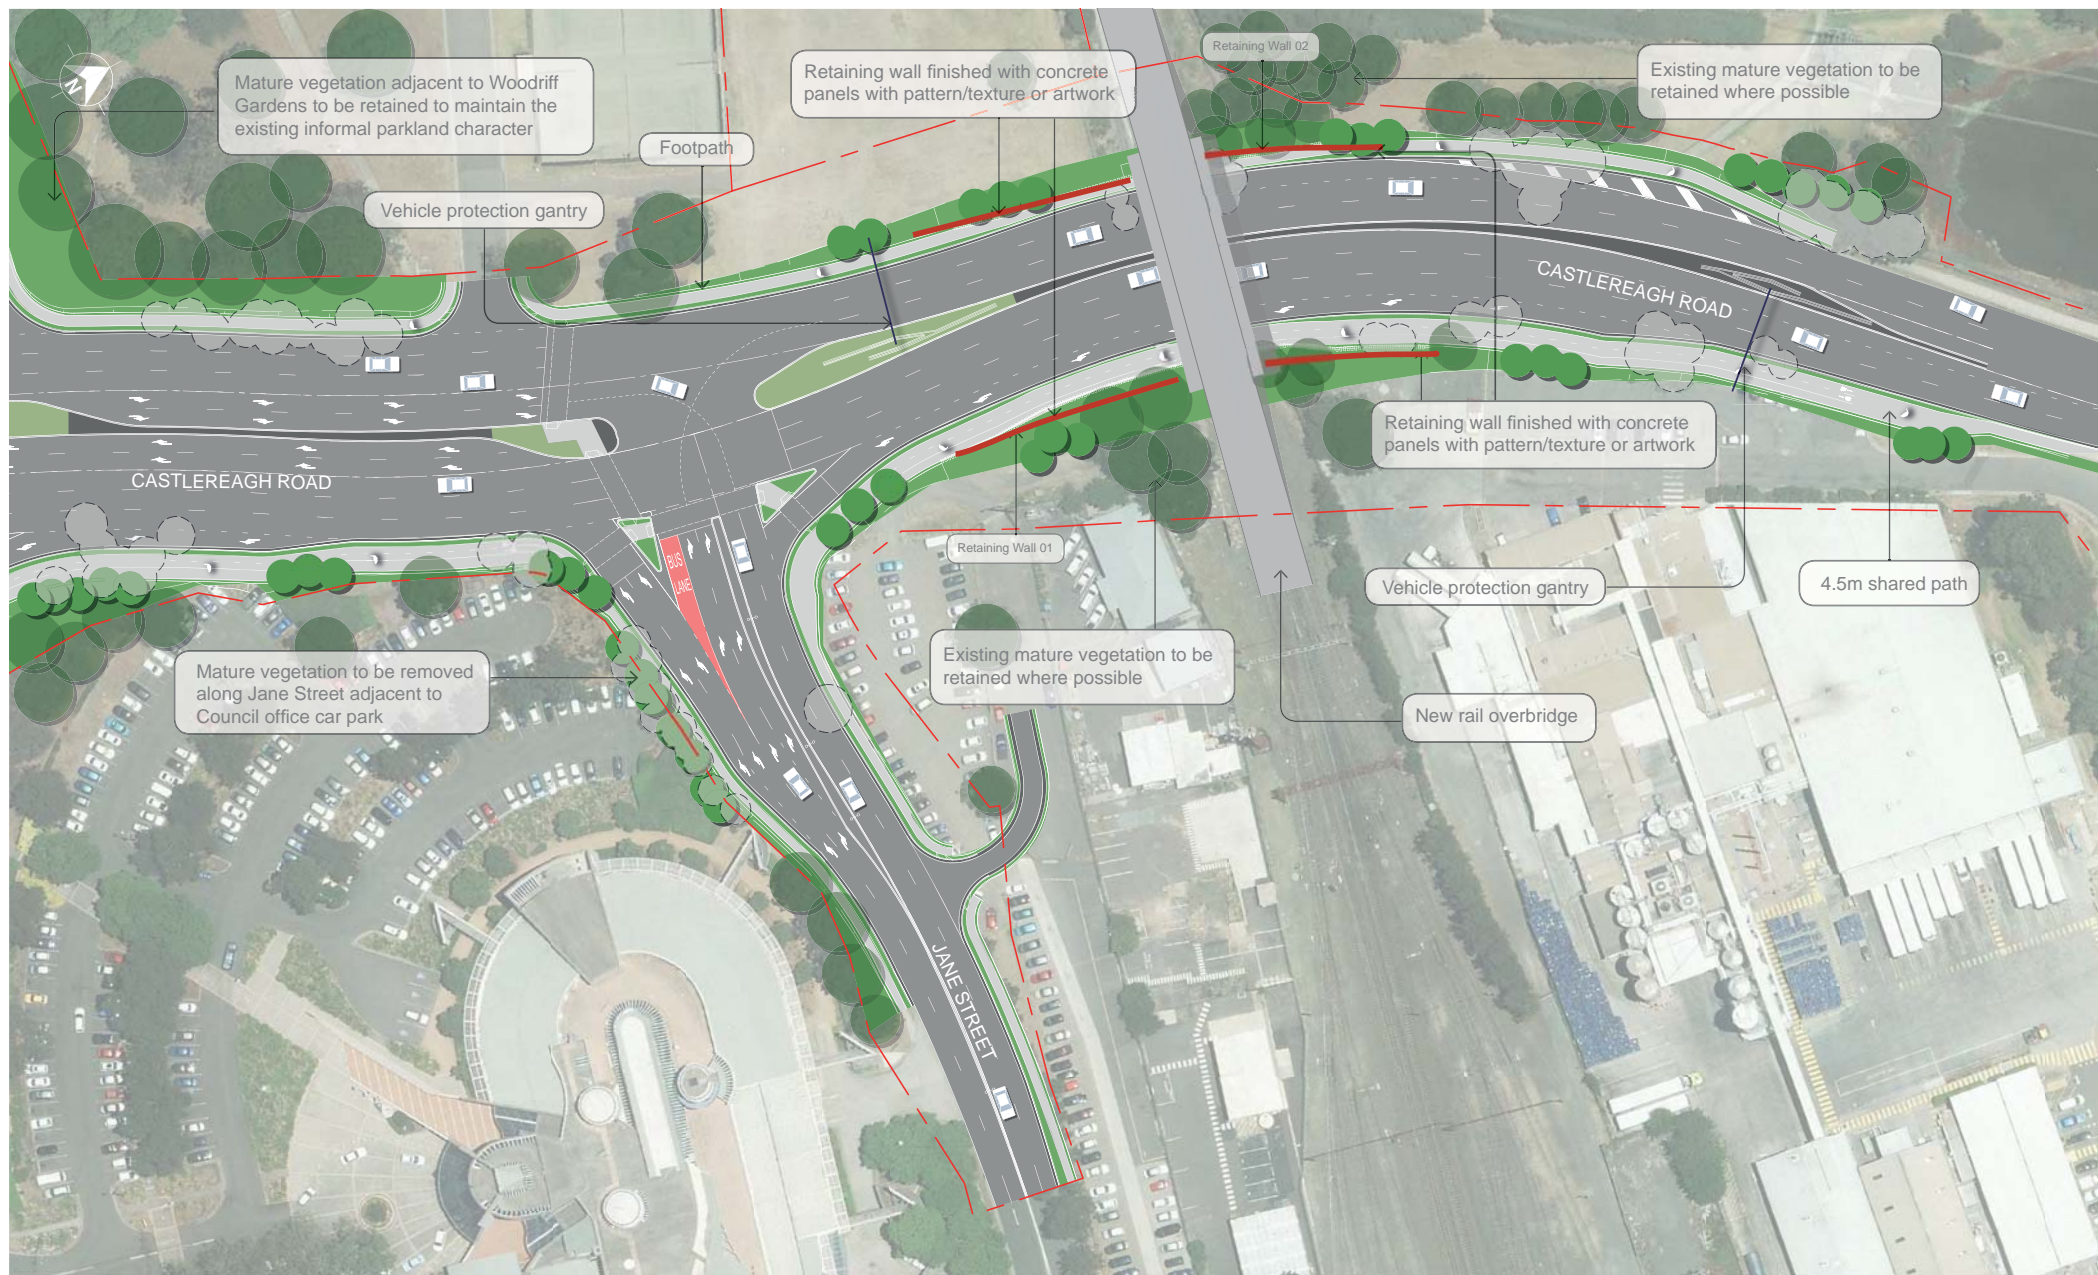 N
Mature vegetation adjacent to Woodriff
Gardens to be retained to maintain the
existing informal parkland character
Retaining wall finished with concrete
panels with pattern/texture or artwork
Retaining Wall 02
Existing mature vegetation to be
retained where possible
Footpath
Vehicle protection gantry
CASTLEREAGH ROAD
CASTLEREAGH ROAD
Retaining wall finished with concrete
panels with pattern/texture or artwork
Retaining Wall 01
BUS
LANE
Vehicle protection gantry
4.5m shared path
Existing mature vegetation to be
retained where possible
Mature vegetation to be removed
along Jane Street adjacent to
Council office car park
New rail overbridge
JANE STREET